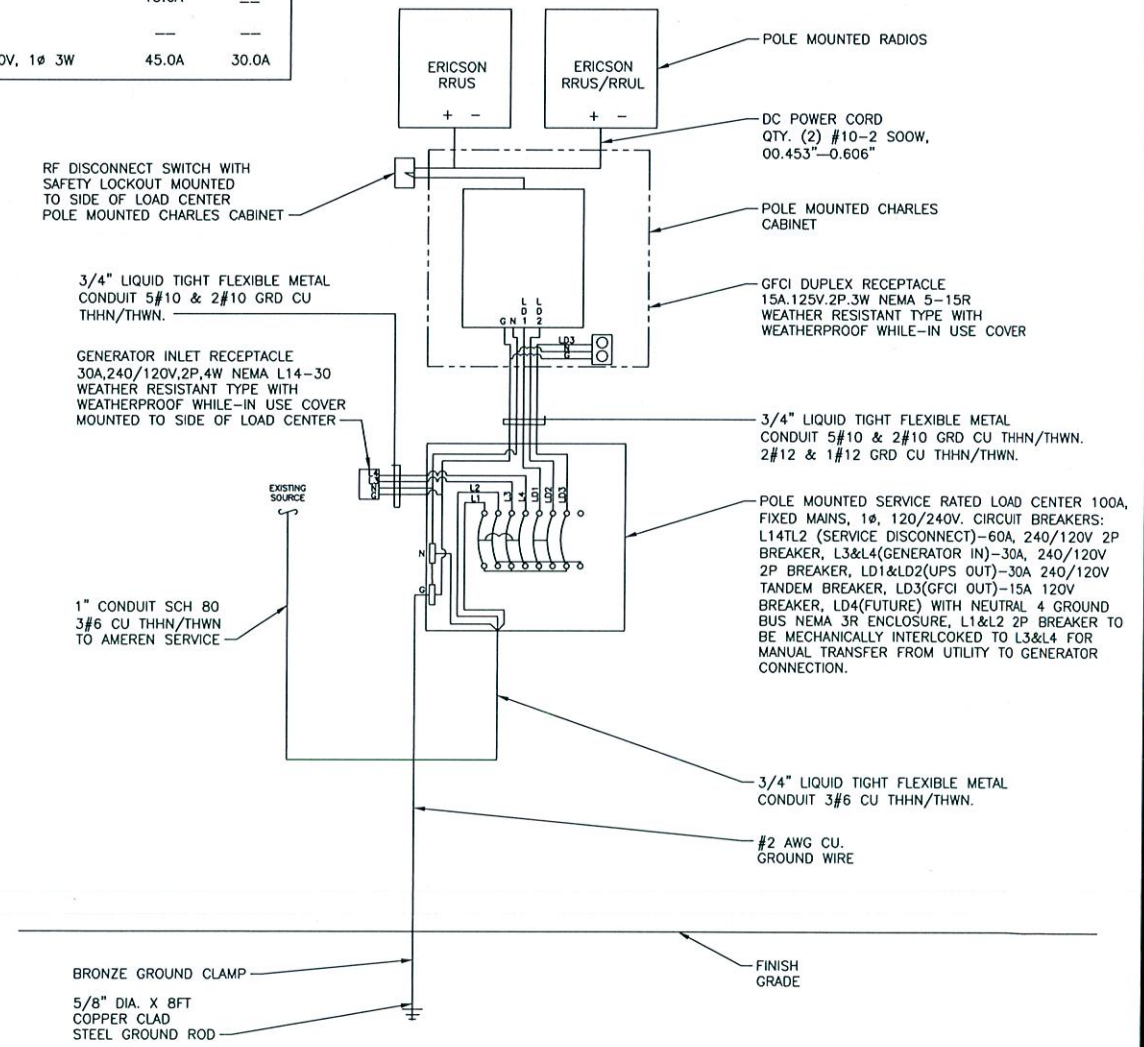 —— ——
0V, 1ø 3W 45.0A 30.0A
ERICSON
RRUS
+ −
ERICSON
RRUS/RRUL
+ −
POLE MOUNTED RADIOS
DC POWER CORD
QTY. (2) #10-2 SOOW,
00.453"—0.606"
RF DISCONNECT SWITCH WITH
SAFETY LOCKOUT MOUNTED
TO SIDE OF LOAD CENTER
POLE MOUNTED CHARLES CABINET
POLE MOUNTED CHARLES
CABINET
3/4" LIQUID TIGHT FLEXIBLE METAL
CONDUIT 5#10 & 2#10 GRD CU
THHN/THWN.
GFCI DUPLEX RECEPTACLE
15A.125V.2P.3W NEMA 5-15R
WEATHER RESISTANT TYPE WITH
WEATHERPROOF WHILE-IN USE COVER
G N LD1 LD2
LD3
N
G
GENERATOR INLET RECEPTACLE
30A,240/120V,2P,4W NEMA L14-30
WEATHER RESISTANT TYPE WITH
WEATHERPROOF WHILE-IN USE COVER
MOUNTED TO SIDE OF LOAD CENTER
3/4" LIQUID TIGHT FLEXIBLE METAL
CONDUIT 5#10 & 2#10 GRD CU THHN/THWN.
2#12 & 1#12 GRD CU THHN/THWN.
EXISTING
SOURCE
L2
L1
L3
L4
LD1
LD2
LD3
N
G
POLE MOUNTED SERVICE RATED LOAD CENTER 100A,
FIXED MAINS, 1ø, 120/240V. CIRCUIT BREAKERS:
L14TL2 (SERVICE DISCONNECT)-60A, 240/120V 2P
BREAKER, L3&L4(GENERATOR IN)-30A, 240/120V
2P BREAKER, LD1&LD2(UPS OUT)-30A 240/120V
TANDEM BREAKER, LD3(GFCI OUT)-15A 120V
BREAKER, LD4(FUTURE) WITH NEUTRAL 4 GROUND
BUS NEMA 3R ENCLOSURE, L1&L2 2P BREAKER TO
BE MECHANICALLY INTERLCOKED TO L3&L4 FOR
MANUAL TRANSFER FROM UTILITY TO GENERATOR
CONNECTION.
1" CONDUIT SCH 80
3#6 CU THHN/THWN
TO AMEREN SERVICE
3/4" LIQUID TIGHT FLEXIBLE METAL
CONDUIT 3#6 CU THHN/THWN.
#2 AWG CU.
GROUND WIRE
BRONZE GROUND CLAMP
FINISH
GRADE
5/8" DIA. X 8FT
COPPER CLAD
STEEL GROUND ROD